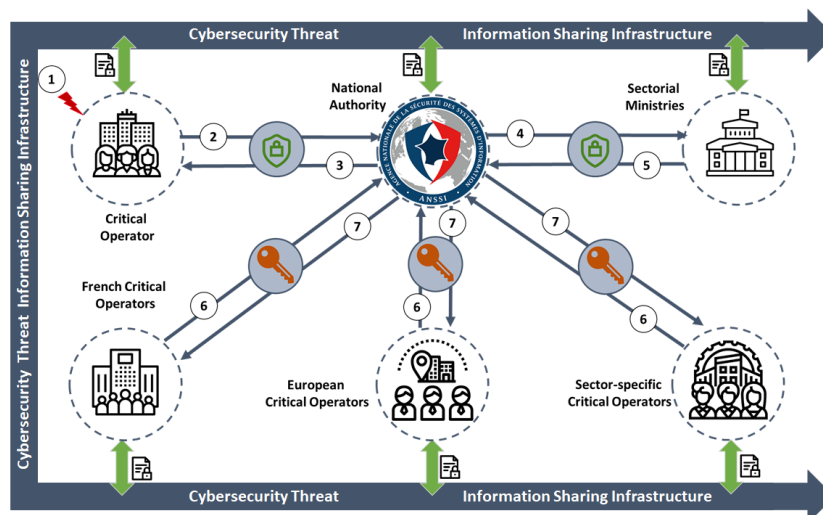 Cybersecurity Threat
Information Sharing Infrastructure
Cybersecurity Threat Information Sharing Infrastructure
1
National
Authority
Sectorial
Ministries
AGENCE NATIONALE DE LA SÉCURITÉ DES SYSTÈMES D'INFORMATION
ANSSI
2
4
3
5
Critical
Operator
7
7
7
French Critical
Operators
6
6
6
European
Critical Operators
Sector-specific
Critical Operators
Cybersecurity Threat
Information Sharing Infrastructure